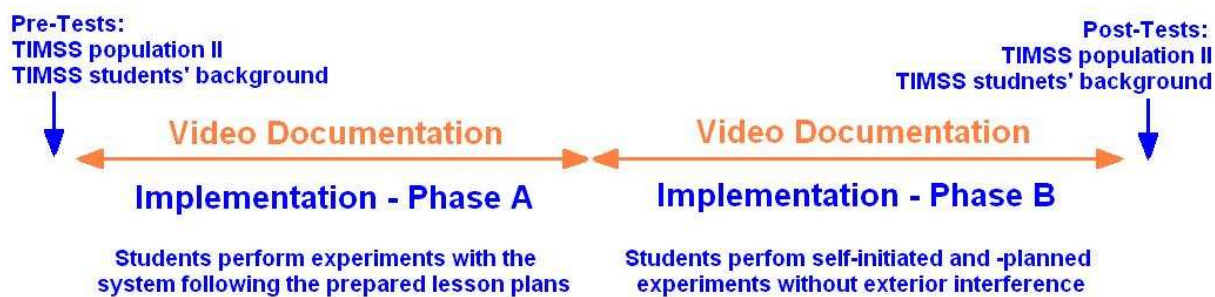 Pre-Tests:
TIMSS population II
TIMSS students' background
Post-Tests:
TIMSS population II
TIMSS studnets' background
Video Documentation
Video Documentation
Implementation - Phase A
Implementation - Phase B
Students perform experiments with the
system following the prepared lesson plans
Students perfom self-initiated and -planned
experiments without exterior interference